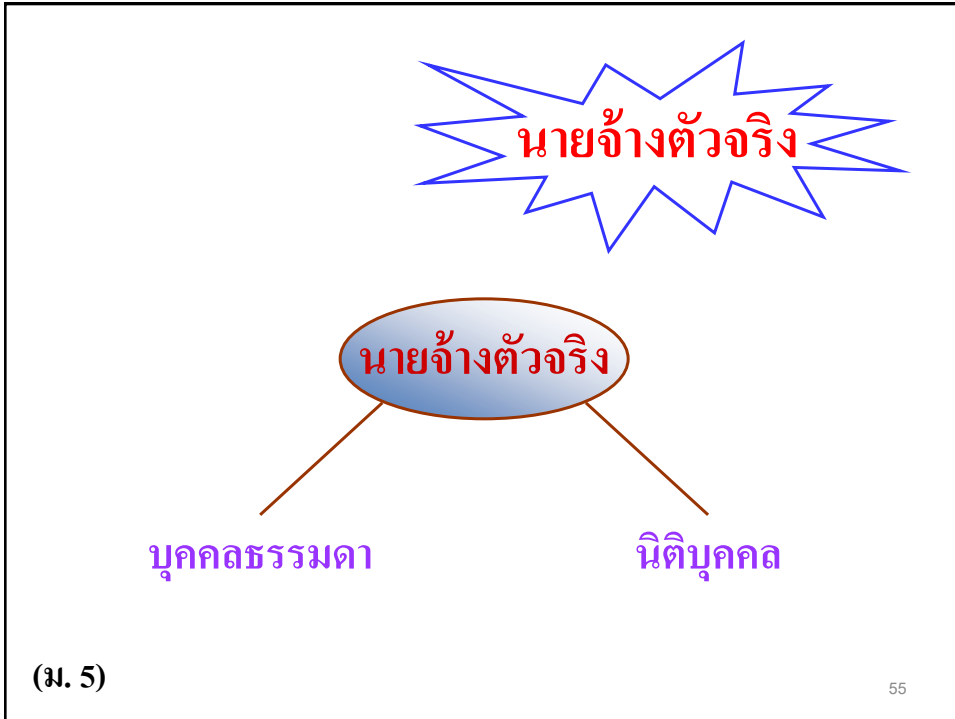 นายจ้างตัวจริง
นายจ้างตัวจริง
บุคคลธรรมดา
นิติบุคคล
(ม. 5)
55